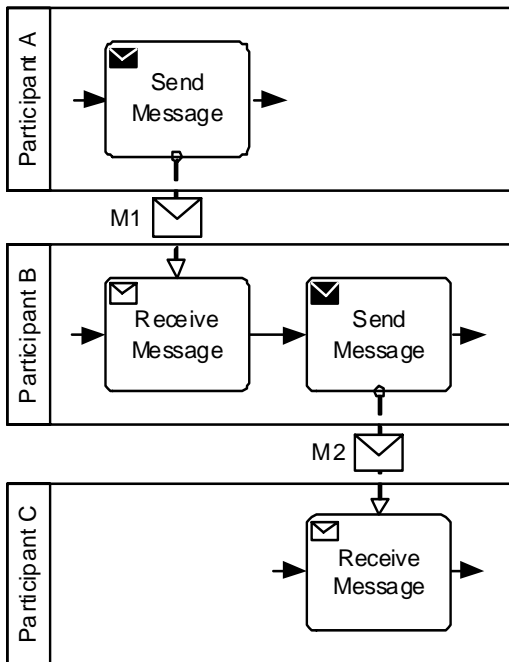 Participant A
Send
Message
M1
Participant B
Receive
Message
Send
Message
M2
Participant C
Receive
Message